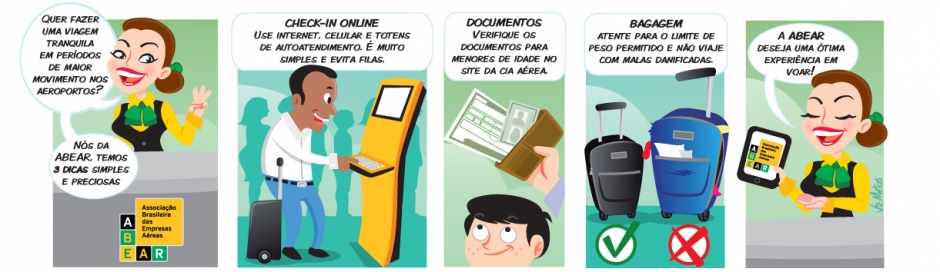 QUER FAZER
UMA VIAGEM
TRANQUILA
EM PERÍODOS
DE MAIOR
MOVIMENTO NOS
AEROPORTOS?
NÓS DA
ABEAR, TEMOS
3 DICAS SIMPLES
E PRECIOSAS
A
B
EAR
Associação
Brasileira
das
Empresas
Aéreas
CHECK-IN ONLINE
USE INTERNET, CELULAR E TOTENS
DE AUTOATENDIMENTO. É MUITO
SIMPLES E EVITA FILAS.
DOCUMENTOS
VERIFIQUE OS
DOCUMENTOS PARA
MENORES DE IDADE NO
SITE DA CIA AÉREA.
BAGAGEM
ATENTE PARA O LIMITE DE
PESO PERMITIDO E NÃO VIAJE
COM MALAS DANIFICADAS.
A ABEAR
DESEJA UMA ÓTIMA
EXPERIÊNCIA EM
VOAR!
A
B
EAR
Associação
Brasileira
das
Empresas
Aéreas